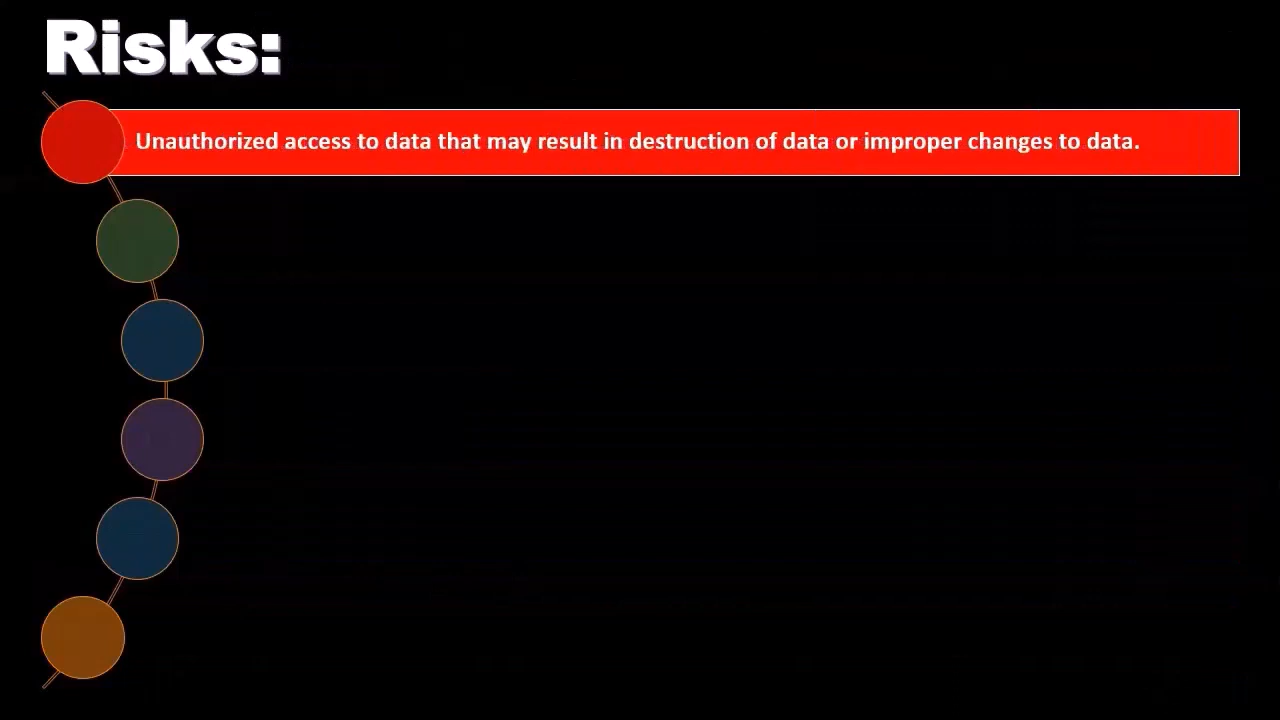 Risks:
Unauthorized access to data that may result in destruction of data or improper changes to data.